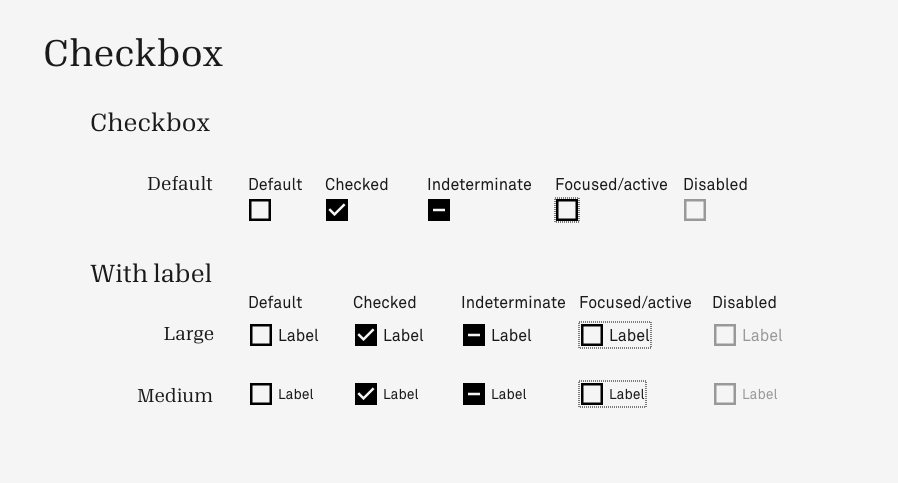 Checkbox
Checkbox
Default Default Checked Indeterminate Focused/active Disabled
With label
Default Checked Indeterminate Focused/active Disabled
Large Label Label Label Label Label
Medium Label Label Label Label Label